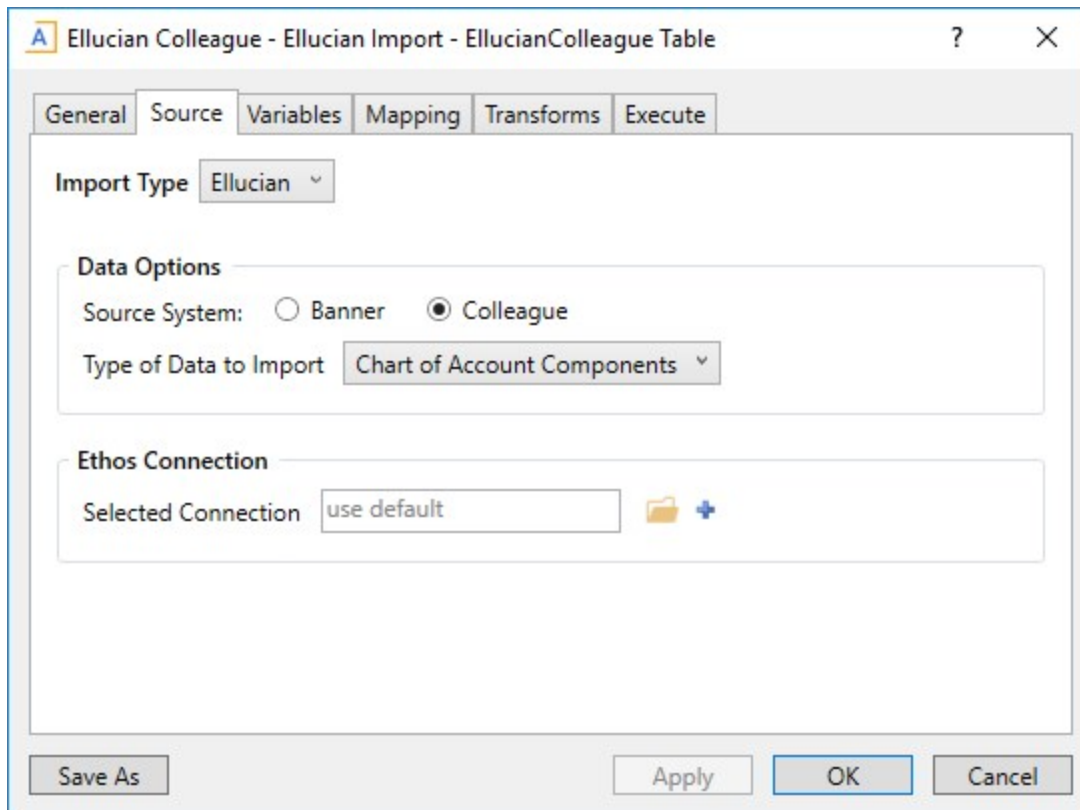 A Ellucian Colleague - Ellucian Import - EllucianColleague Table ?
General Source Variables Mapping Transforms Execute
Import Type Ellucian
Data Options
Source System: Banner Colleague
Type of Data to Import Chart of Account Components
Ethos Connection
Selected Connection use default
Save As Apply OK Cancel